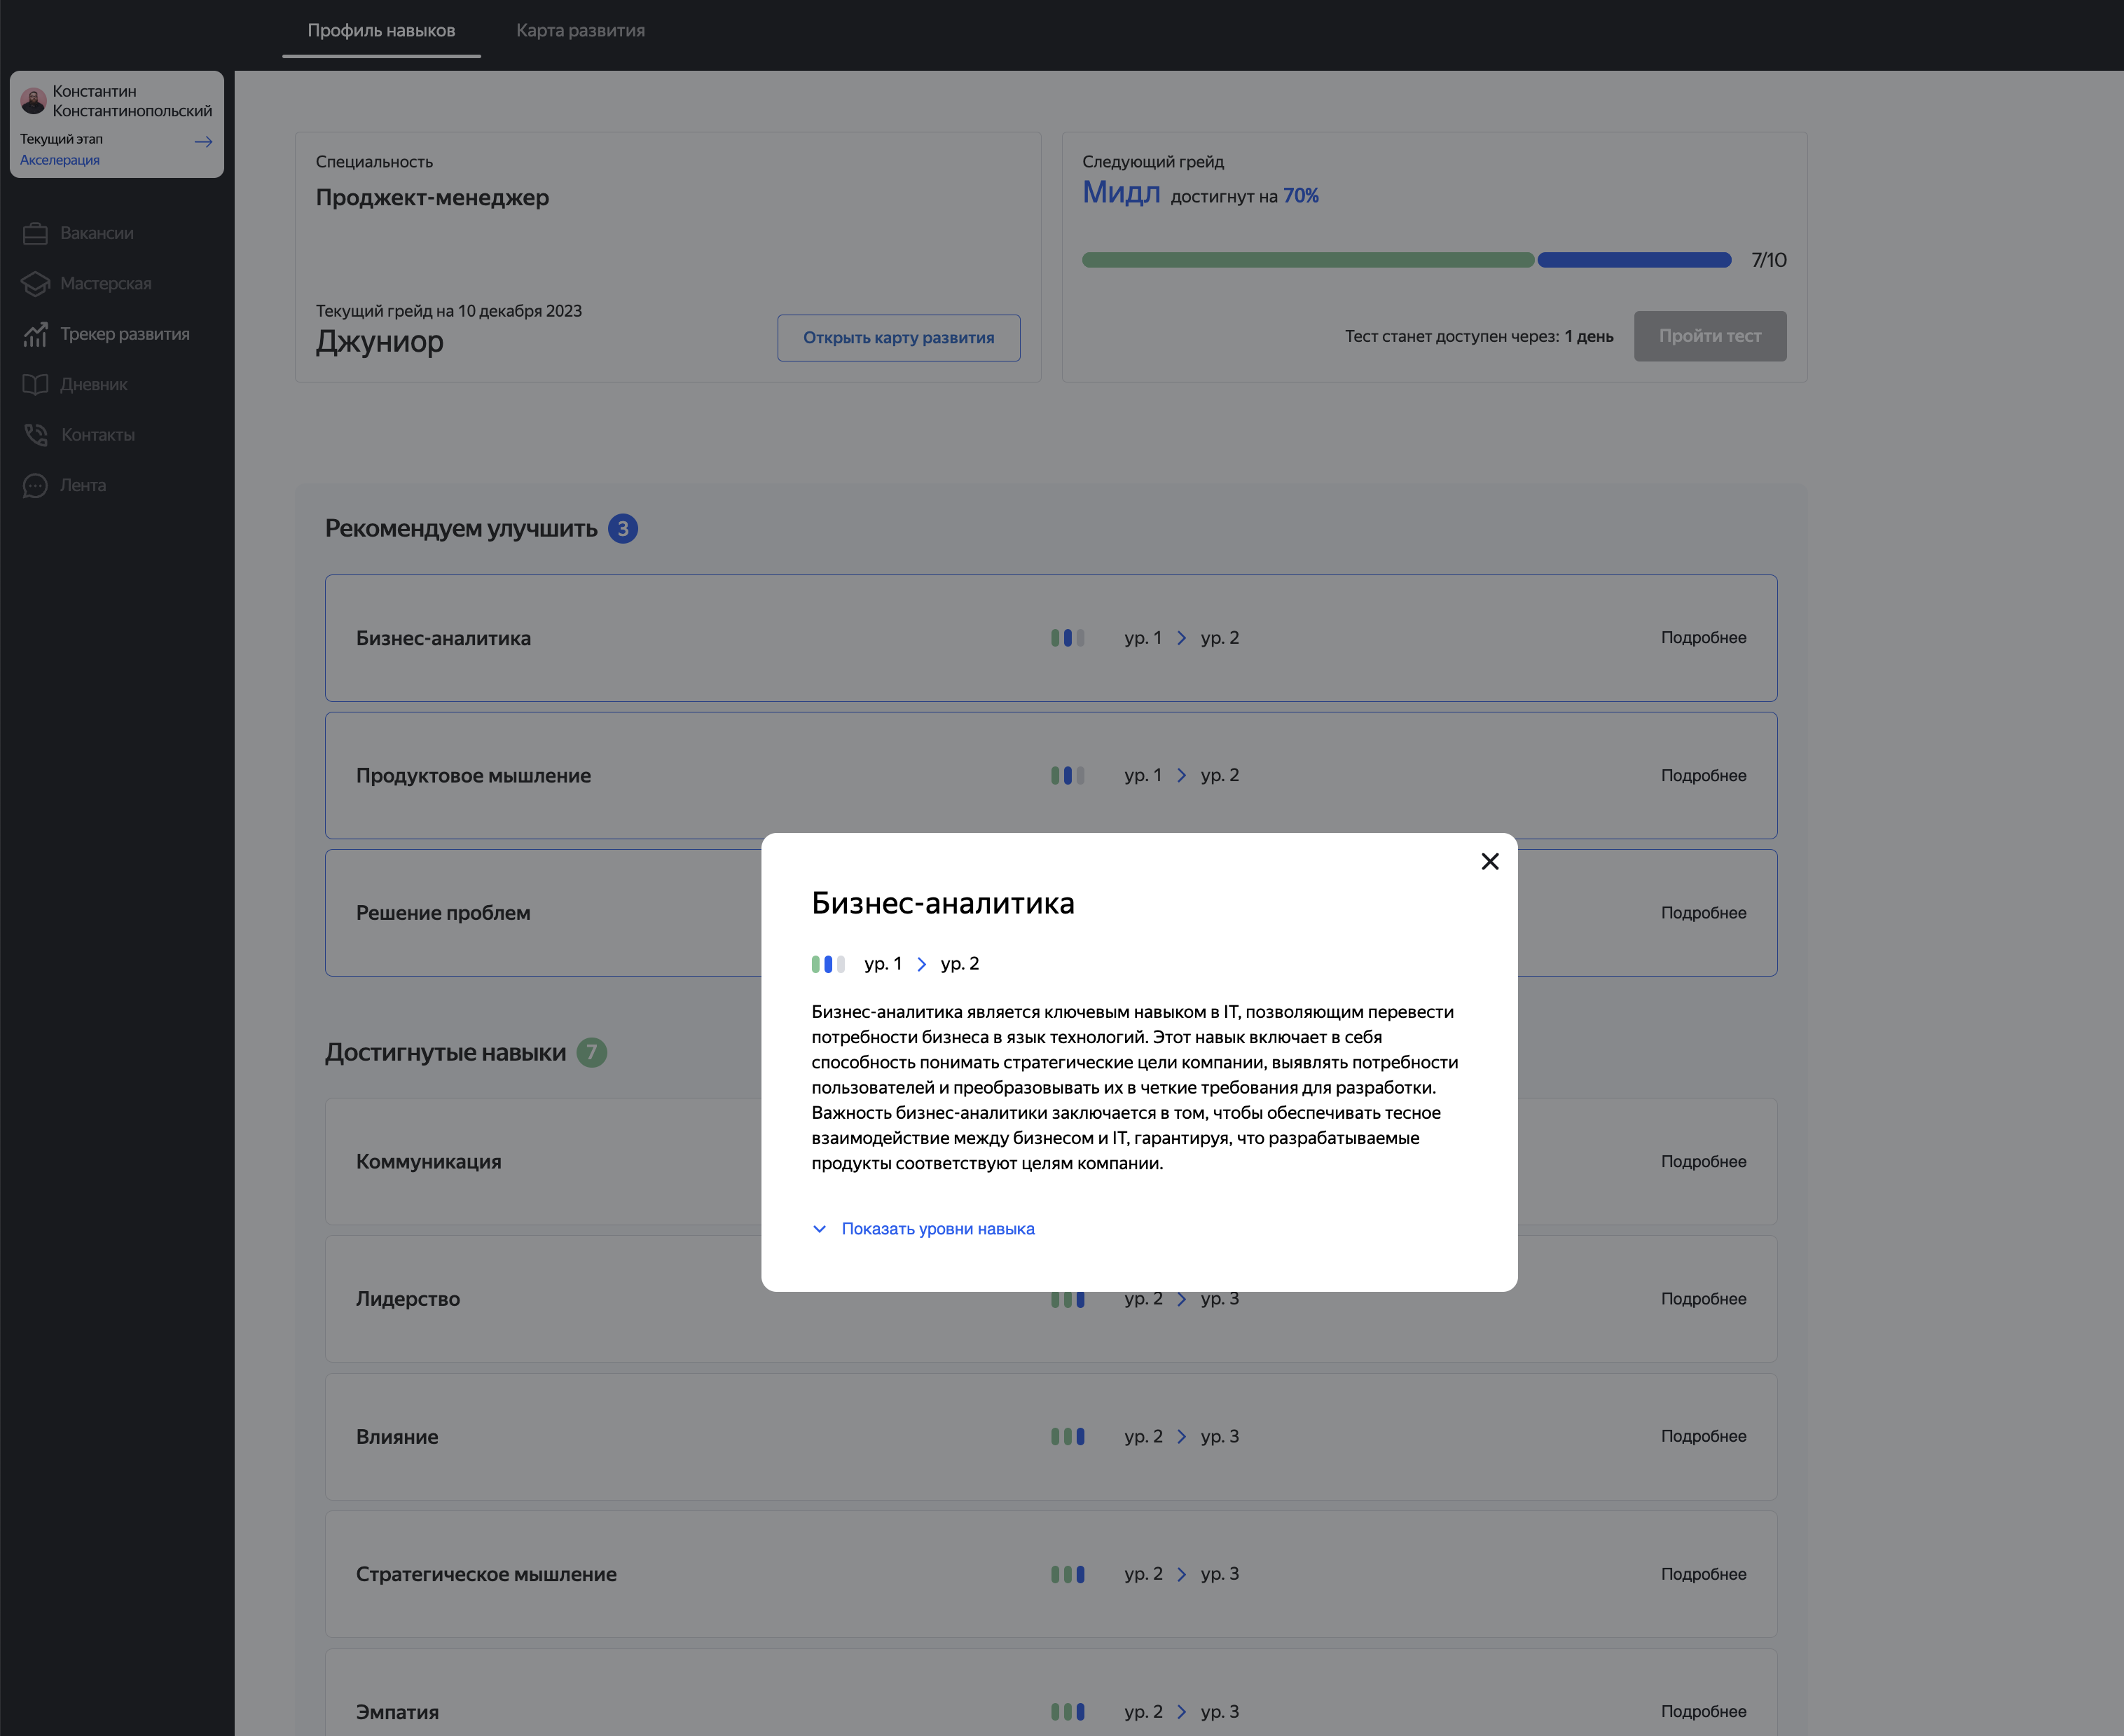 Профиль навыков
Карта развития
Константин
Константинопольский
Текущий этап
Акселерация
Вакансии
Мастерская
Трекер развития
Дневник
Контакты
Лента
Специальность
Проджект-менеджер
Текущий грейд на 10 декабря 2023
Джуниор
Открыть карту развития
Следующий грейд
Мидл достигнут на 70%
7/10
Тест станет доступен через: 1 день
Пройти тест
Рекомендуем улучшить 3
Бизнес-аналитика ур. 1 ур. 2 Подробнее
Продуктовое мышление ур. 1 ур. 2 Подробнее
Решение проблем Подробнее
Бизнес-аналитика
ур. 1 ур. 2
Бизнес-аналитика является ключевым навыком в IT, позволяющим перевести
потребности бизнеса в язык технологий. Этот навык включает в себя
способность понимать стратегические цели компании, выявлять потребности
пользователей и преобразовывать их в четкие требования для разработки.
Важность бизнес-аналитики заключается в том, чтобы обеспечивать тесное
взаимодействие между бизнесом и IT, гарантируя, что разрабатываемые
продукты соответствуют целям компании.
Показать уровни навыка
Достигнутые навыки 7
Коммуникация Подробнее
Лидерство ур. 2 ур. 3 Подробнее
Влияние ур. 2 ур. 3 Подробнее
Стратегическое мышление ур. 2 ур. 3 Подробнее
Эмпатия ур. 2 ур. 3 Подробнее